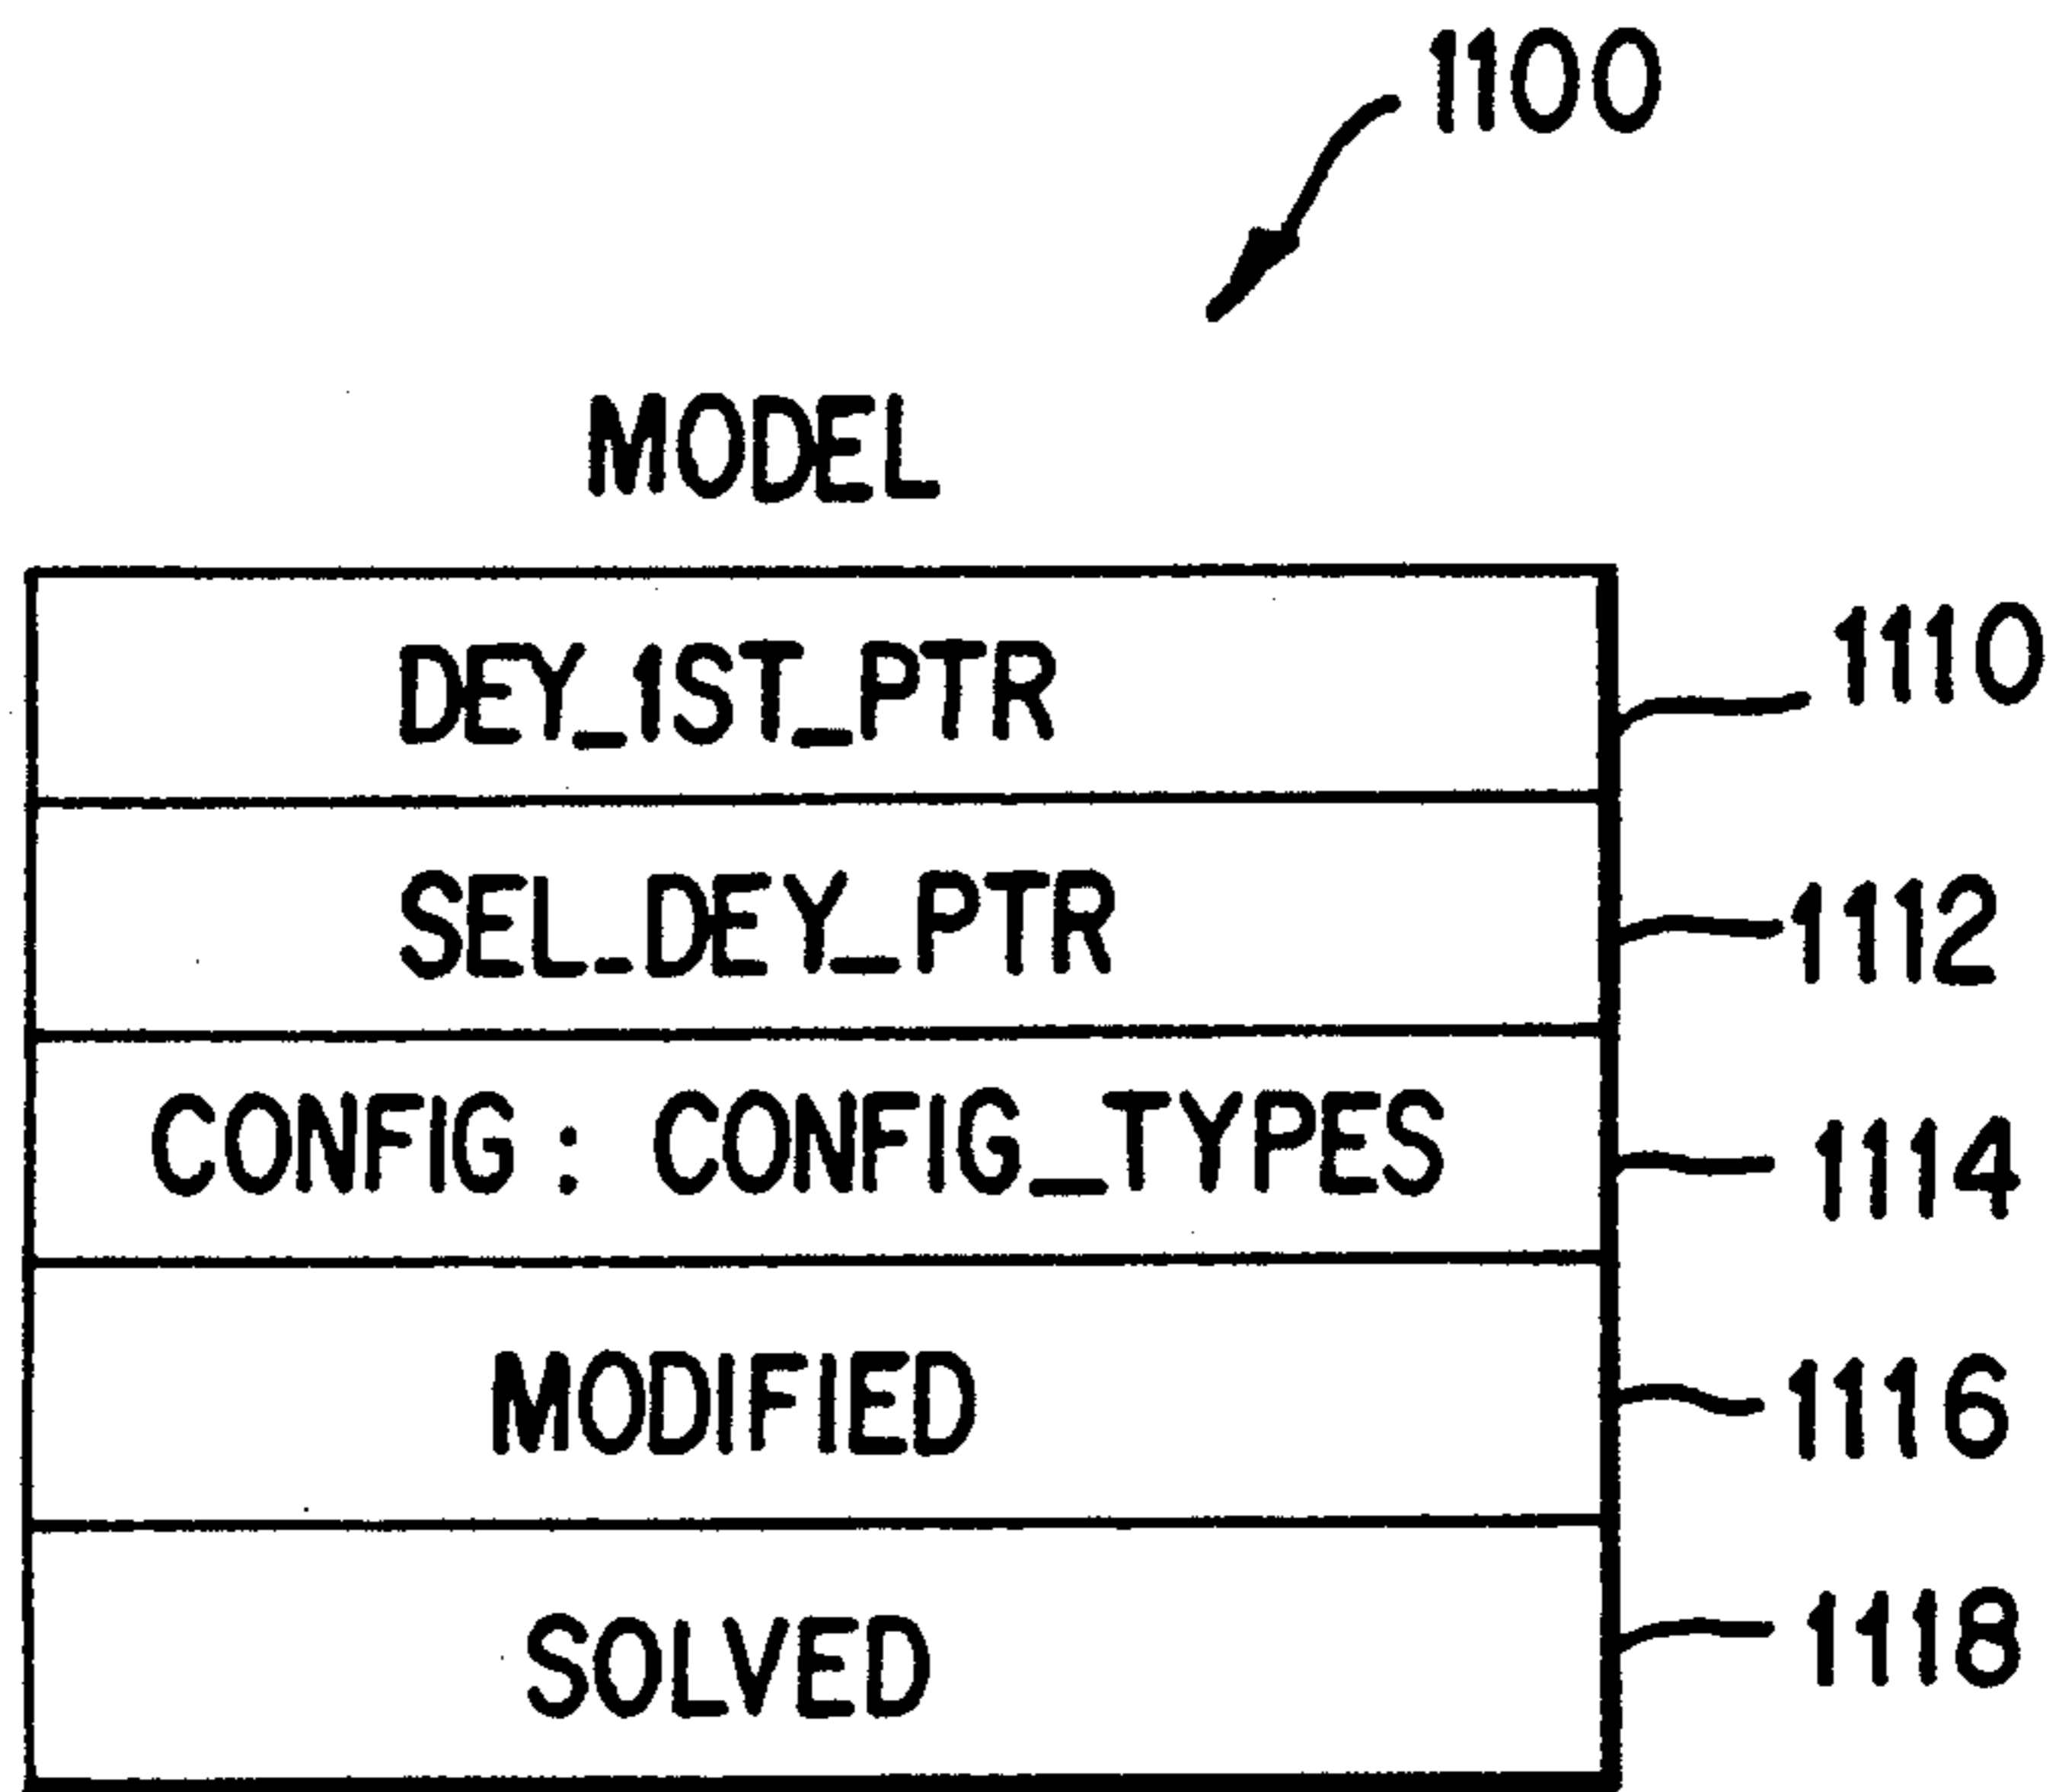 1100
MODEL
DEY_1ST_PTR 1110
SEL_DEY_PTR 1112
CONFIG: CONFIG_TYPES 1114
MODIFIED 1116
SOLVED 1118